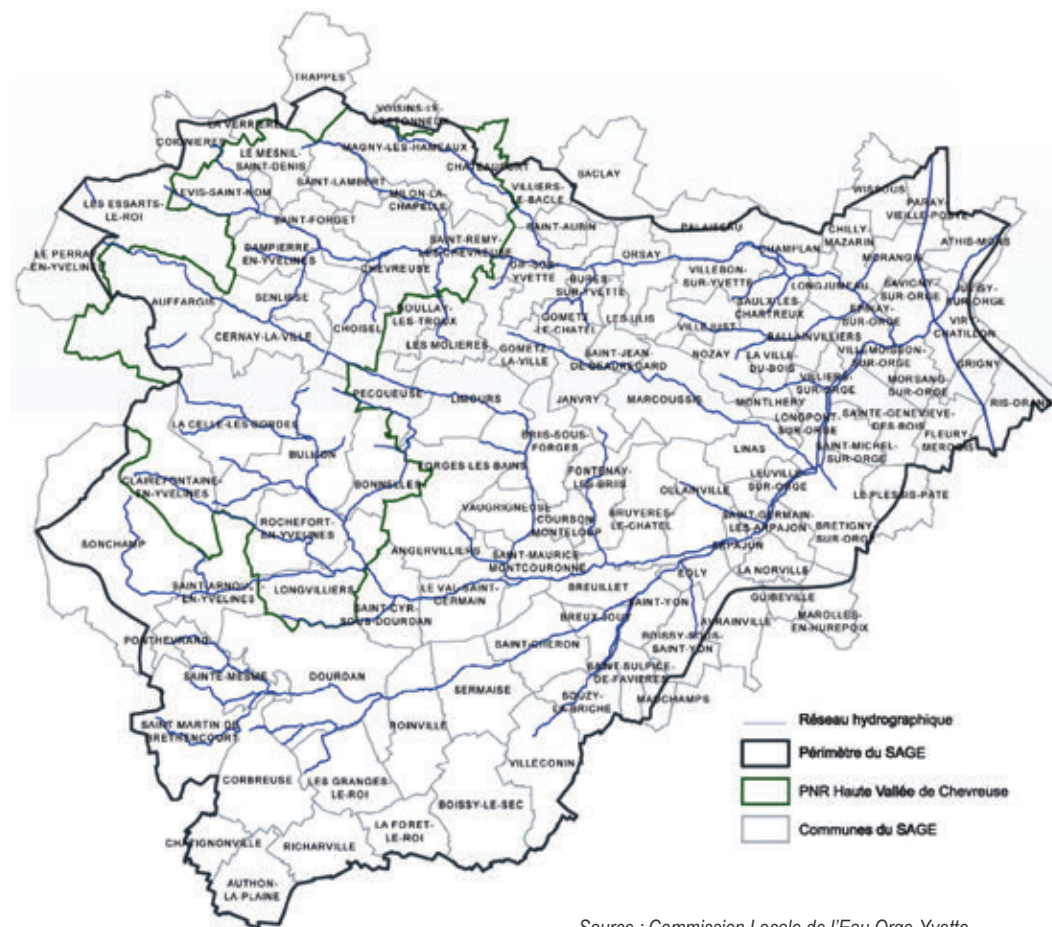 TRAPPES
VOISINS-LE-
BRETONNEUX
LA VERRIERE
COIGNIERES
MAGNY-LES-HAMEAUX
LE MESNIL-
SAINT-DENIS
CHATEAUFORT
SACLAY
SAINT-LAMBERT
LEVIS-SAINT-NOM
MILON-LA-
CHAPELLE
VILLIERS-
LE-BACLE
WISSOUS
LES ESSARTS-
LE-ROI
PARAY-
VIEILLE-POSTE
SAINT-FORGET
SAINT-AUBIN
PALAISEAU
CHILLY-
MAZARIN
ATHIS-MONS
LE PERRAY-
EN-YVELINES
DAMPIERRE-
EN-YVELINES
SAINT-REMY-
LES-CHEVREUSE
ORSAY
CHAMPLAN
MORANGIS
CHEVREUSE
GIF-SUR-
YVETTE
BURES-
SUR-YVETTE
VILLEBON-
SUR-YVETTE
LONGJUMEAU
SAVIGNY-
SUR-ORGE
JUVISY-
SUR-ORGE
AUFFARGIS
SENLISSE
BOULLAY-
LES-TROUX
GOMETZ-
LE-CHATEL
LES ULIS
SAULX-LES-
CHARTREUX
EPINAY-
SUR-ORGE
VIRY-
CHATILLON
CERNAY-LA-VILLE
CHOISEL
LES MOLIERES
GOMETZ-
LA-VILLE
VILLEJUST
BALLAINVILLIERS
SAINT-JEAN-
DE-BEAUREGARD
NOZAY
LA VILLE-
DU-BOIS
VILLEMOISSON-
SUR-ORGE
GRIGNY
PECQUEUSE
LIMOURS
JANVRY
MARCOUSSIS
VILLIERS-
SUR-ORGE
MORSANG-
SUR-ORGE
RIS-ORANGIS
MONTLHERY
LA CELLE-LES-BORDES
LONGPONT-
SUR-ORGE
SAINTE-GENEVIEVE-
DES-BOIS
BRIIS-SOUS-
FORGES
FLEURY-
MEROGIS
BULLION
LINAS
SAINT-MICHEL-
SUR-ORGE
FORGES LES BAINS
FONTENAY-
LES-BRIIS
CLAIREFONTAINE-
EN-YVELINES
BONNELLES
LEUVILLE-
SUR-ORGE
OLLAINVILLE
LE PLESSIS-PATE
VAUGRIGNEUSE
ROCHEFORT-
EN-YVELINES
COURSON-
MONTELOUP
BRUYERES-
LE-CHATEL
SAINT-GERMAIN-
LES-ARPAJON
BRETIGNY-
SUR-ORGE
SONCHAMP
ANGERVILLIERS
SAINT-MAURICE-
MONTCOURONNE
LA NORVILLE
EGLY
SAINT-ARNOULT-
EN-YVELINES
LONGVILLIERS
LE VAL-SAINT-
GERMAIN
BREUILLET
GUIBEVILLE
SAINT-CYR-
SOUS-DOURDAN
SAINT-YON
BREUX-JOUY
AVRAINVILLE
MAROLLES-
EN-HUREPOIX
PONTHEVRARD
SAINT-CHERON
BOISSY-SOUS-
SAINT-YON
SAINTE-MESME
DOURDAN
SAINT-SULPICE-
DE-FAVIERES
SERMAISE
MAUCHAMPS
SOUZY-
LA-BRICHE
SAINT MARTIN DE
BRETHENCOURT
ROINVILLE
VILLECONIN
CORBREUSE
LES GRANGES-
LE-ROI
BOISSY-LE-SEC
LA FORET-
LE-ROI
CHATIGNONVILLE
RICHARVILLE
AUTHON-
LA-PLAINE
Réseau hydrographique
Périmètre du SAGE
PNR Haute Vallée de Chevreuse
Communes du SAGE
Source : Commission Locale de l'Eau Orge-Yvette